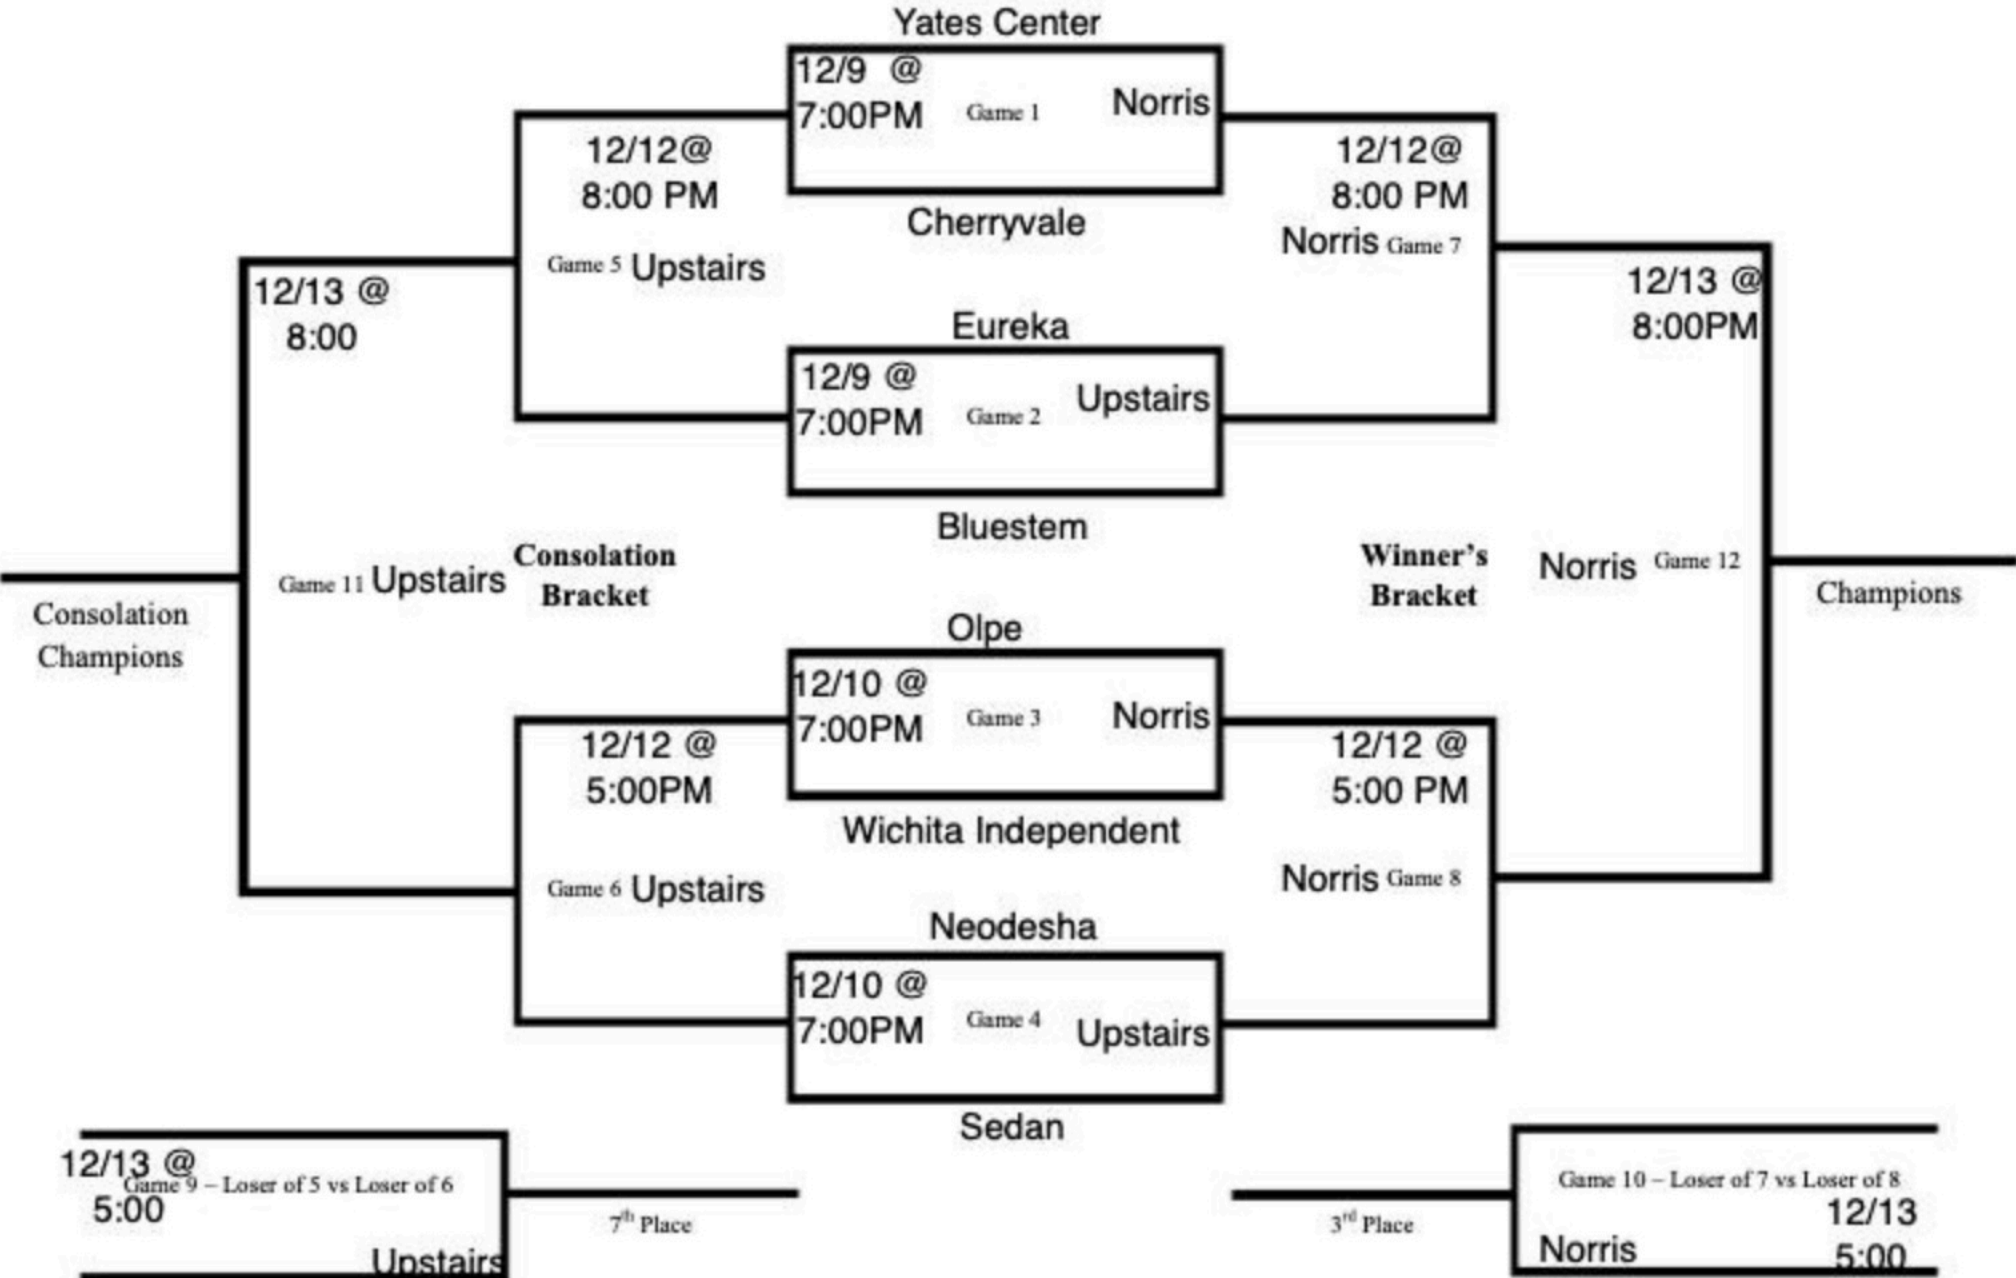 Yates Center
12/9 @
7:00PM
Game 1
Norris
Cherryvale
12/12@
8:00 PM
Game 5 Upstairs
12/12@
8:00 PM
Norris Game 7
12/13 @
8:00
12/13 @
8:00PM
Eureka
12/9 @
7:00PM
Game 2
Upstairs
Bluestem
Game 11 Upstairs
Consolation
Bracket
Winner's
Bracket
Norris Game 12
Consolation
Champions
Champions
Olpe
12/10 @
7:00PM
Game 3
Norris
Wichita Independent
12/12 @
5:00PM
Game 6 Upstairs
12/12 @
5:00 PM
Norris Game 8
Neodesha
12/10 @
7:00PM
Game 4
Upstairs
Sedan
12/13 @
Game 9 – Loser of 5 vs Loser of 6
5:00
Upstairs
7th Place
3rd Place
Game 10 – Loser of 7 vs Loser of 8
12/13
Norris
5:00